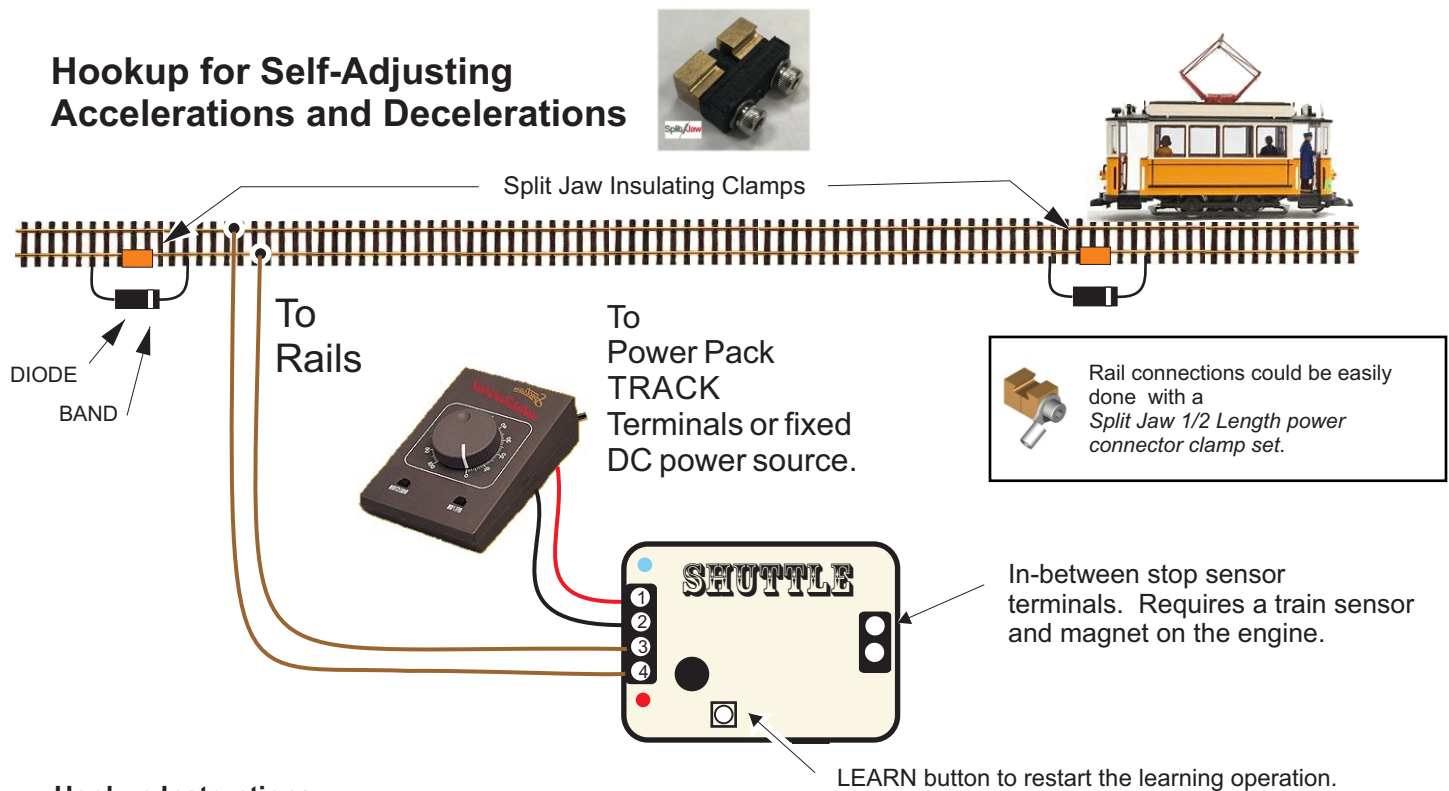 Hookup for Self-Adjusting
Accelerations and Decelerations
Split Jaw
Split Jaw Insulating Clamps
DIODE
BAND
To
Rails
To
Power Pack
TRACK
Terminals or fixed
DC power source.
Rail connections could be easily
done with a
Split Jaw 1/2 Length power
connector clamp set.
SHUTTLE
1
2
3
4
In-between stop sensor
terminals. Requires a train sensor
and magnet on the engine.
LEARN button to restart the learning operation.